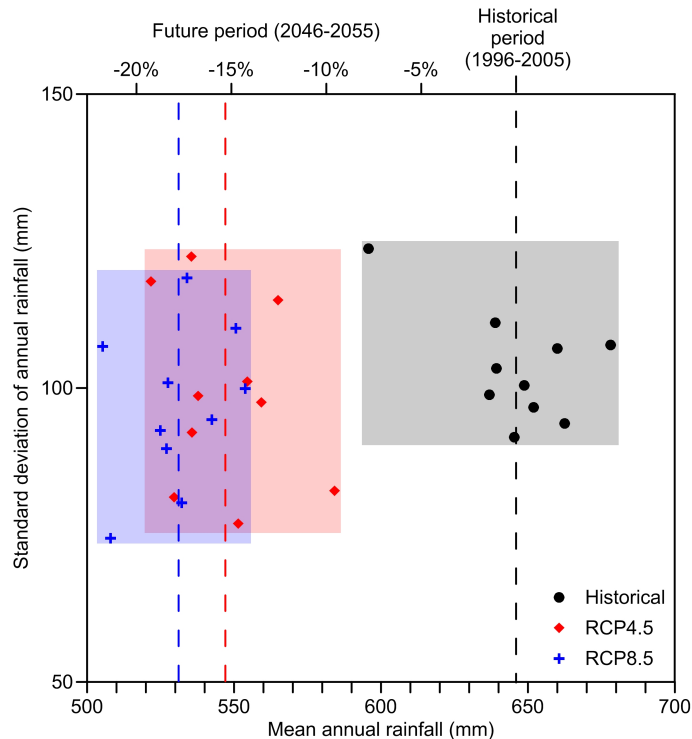 Future period (2046-2055)
Historical
period
(1996-2005)
-20%
-15%
-10%
-5%
150
100
50
Standard deviation of annual rainfall (mm)
Historical
RCP4.5
RCP8.5
500
550
600
650
700
Mean annual rainfall (mm)